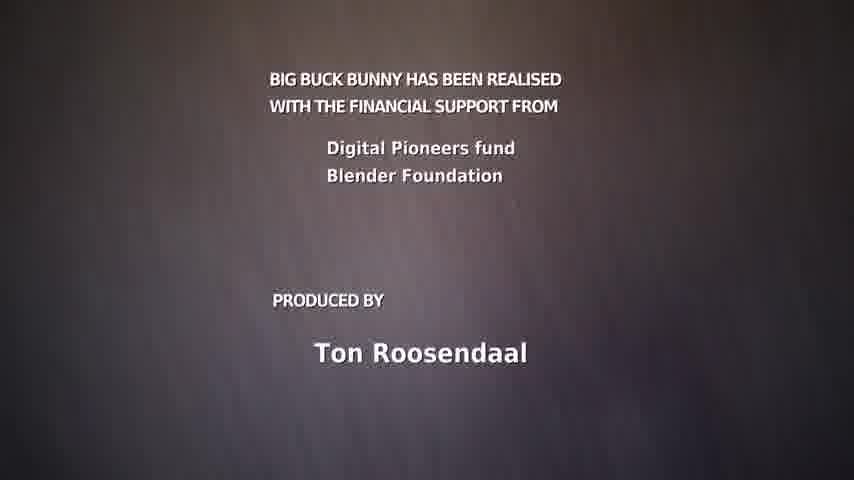 BIG BUCK BUNNY HAS BEEN REALISED
WITH THE FINANCIAL SUPPORT FROM
Digital Pioneers fund
Blender Foundation
PRODUCED BY
Ton Roosendaal